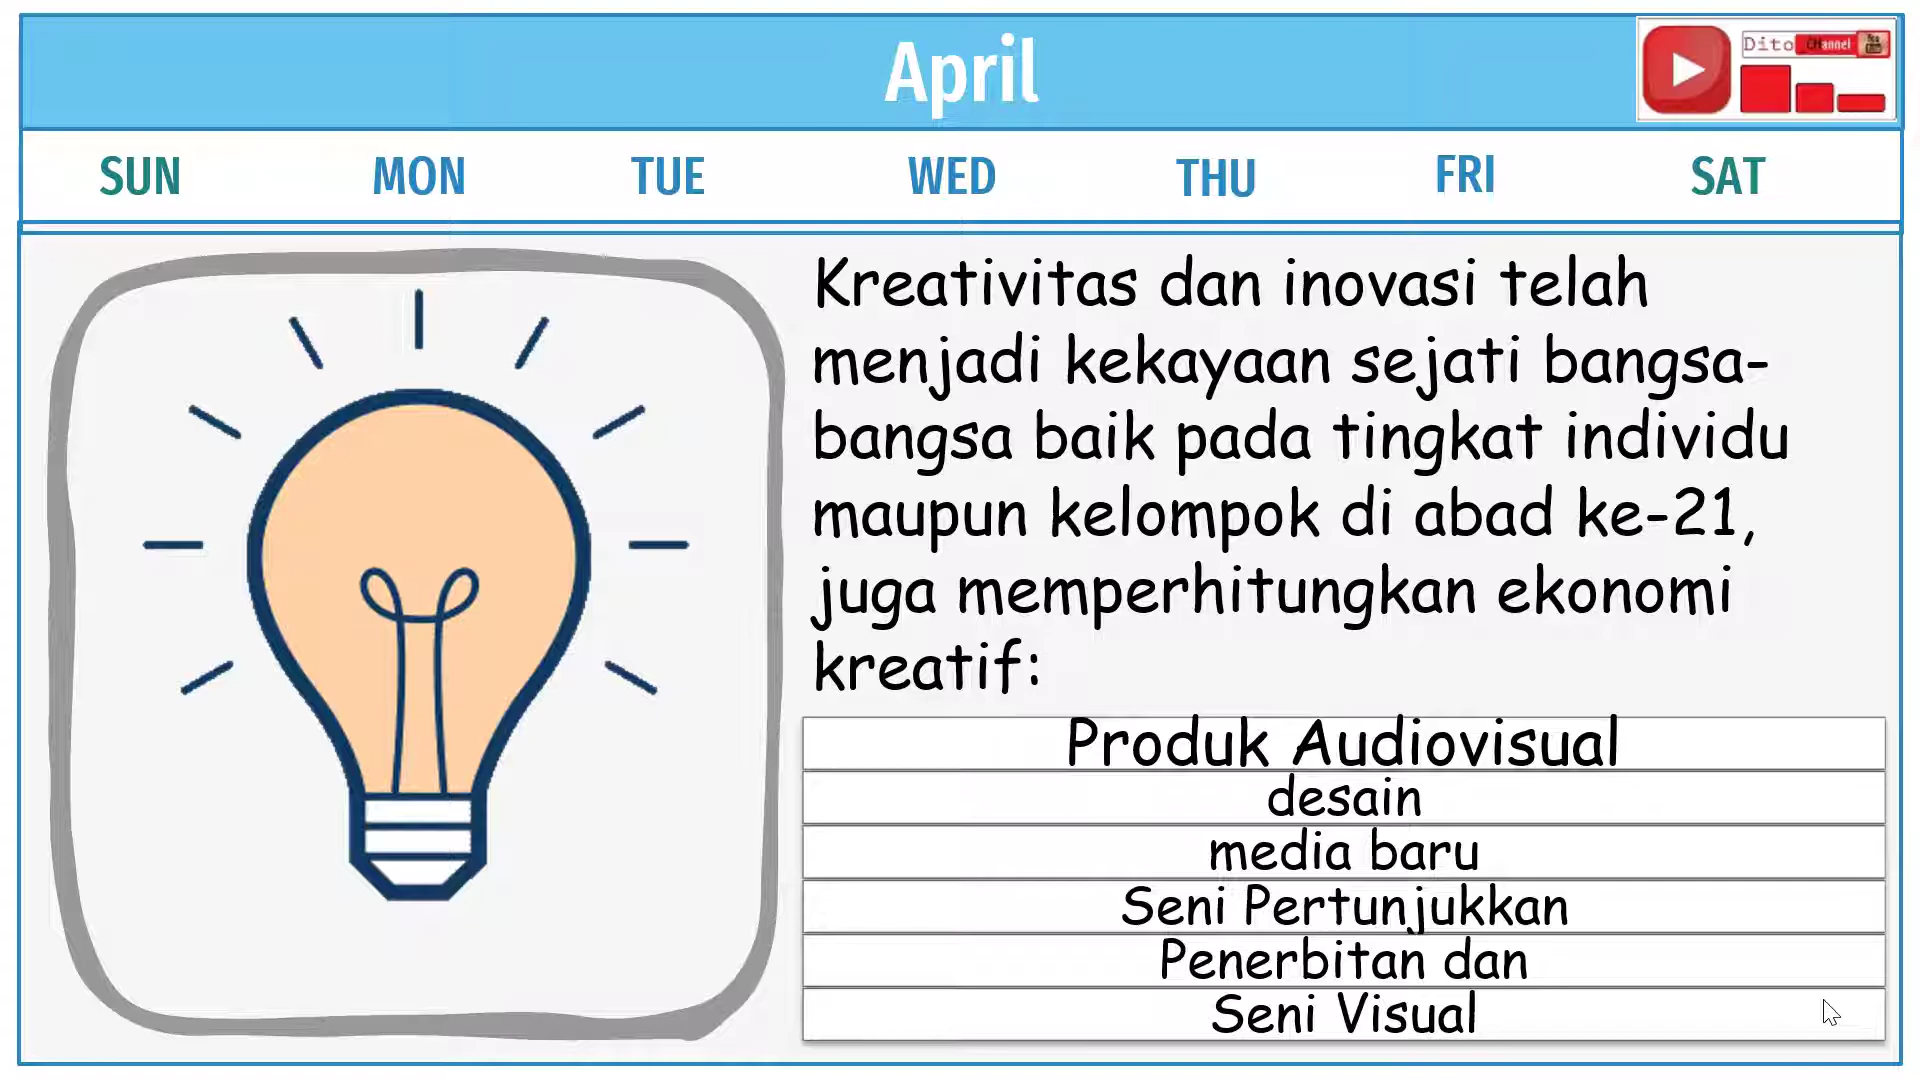 April
Dito CHannel You Tube
SUN MON TUE WED THU FRI SAT
Kreativitas dan inovasi telah
menjadi kekayaan sejati bangsa-
bangsa baik pada tingkat individu
maupun kelompok di abad ke-21,
juga memperhitungkan ekonomi
kreatif:
Produk Audiovisual
desain
media baru
Seni Pertunjukkan
Penerbitan dan
Seni Visual